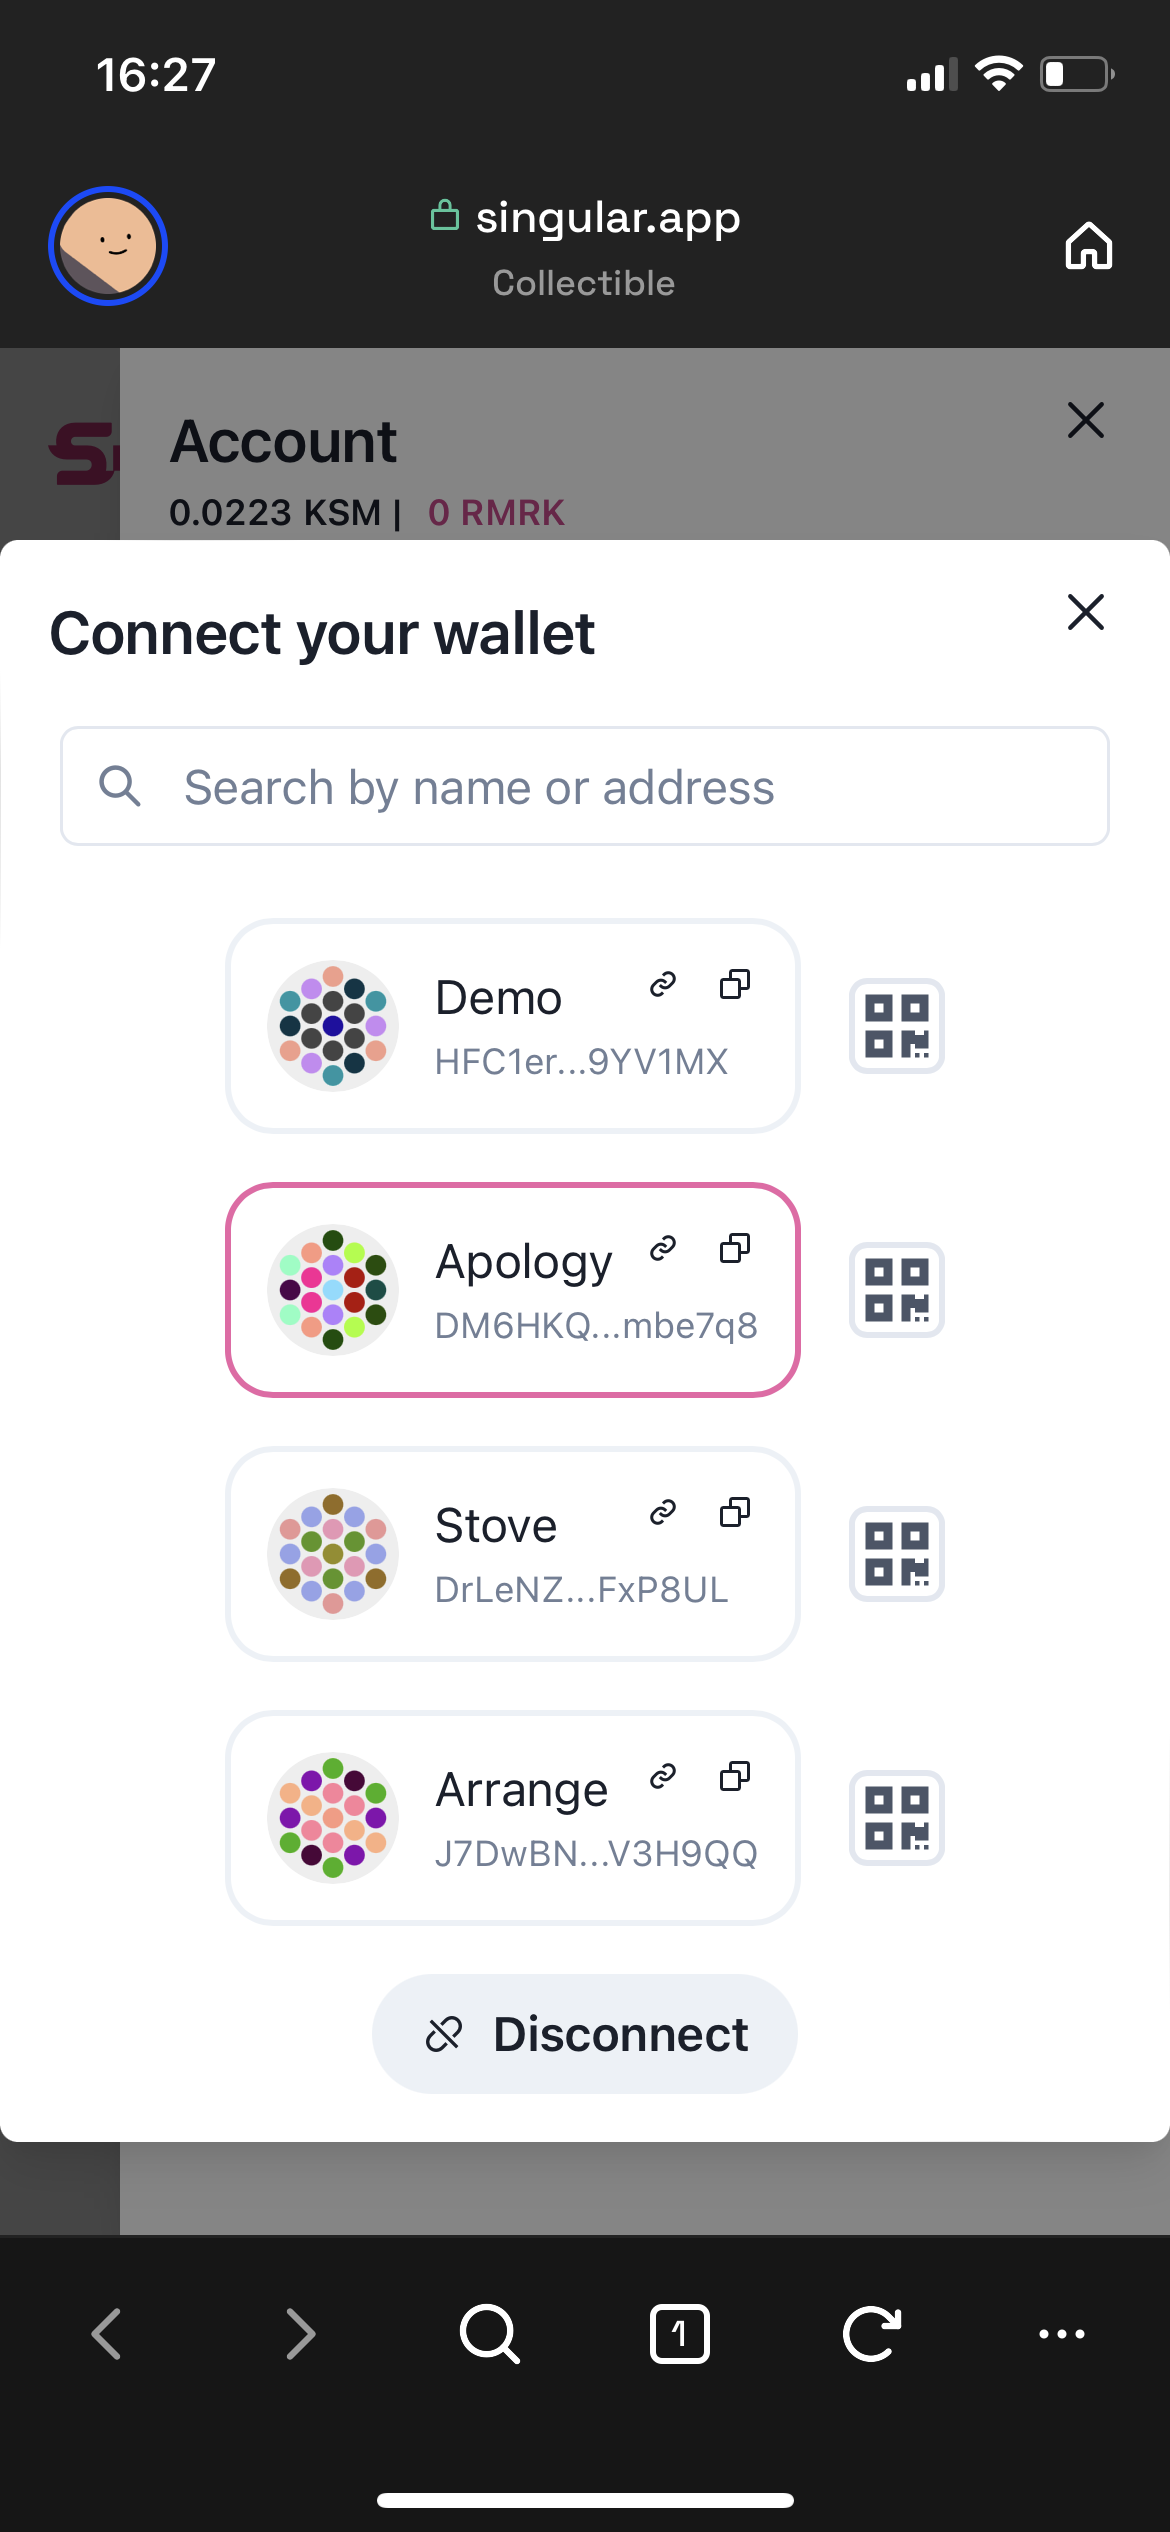 16:27
singular.app
Collectible
Account
0.0223 KSM | 0 RMRK
Connect your wallet
Search by name or address
Demo
HFC1er...9YV1MX
Apology
DM6HKQ...mbe7q8
Stove
DrLeNZ...FxP8UL
Arrange
J7DwBN...V3H9QQ
Disconnect
1